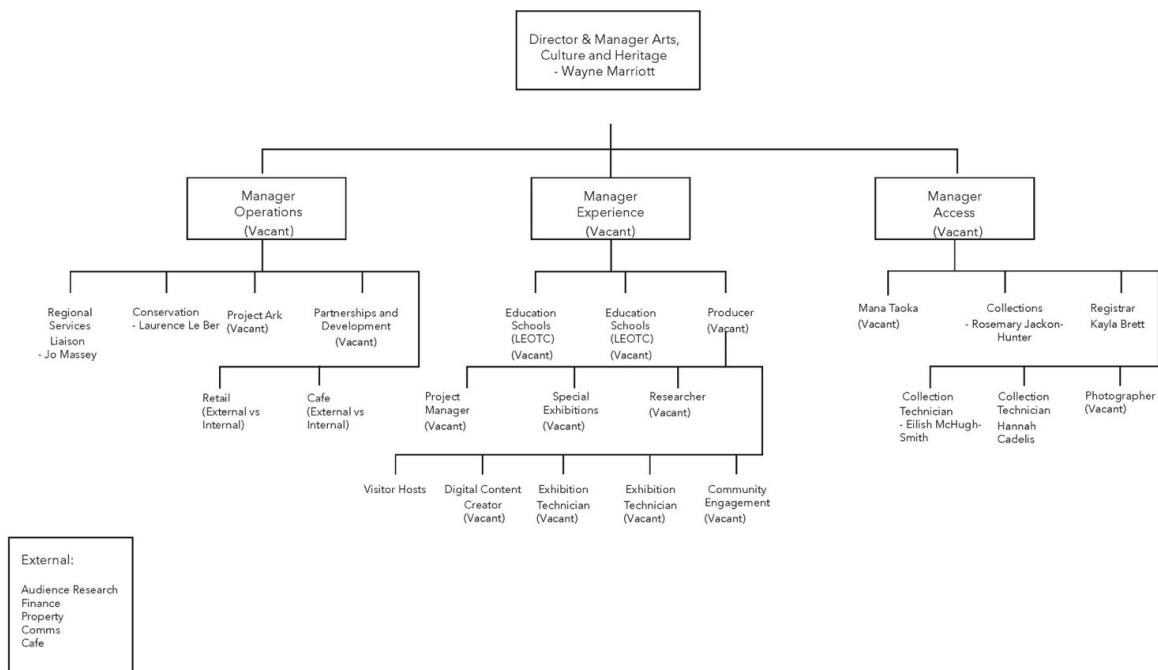 Director & Manager Arts,
Culture and Heritage
- Wayne Marriott
Manager
Operations
(Vacant)
Manager
Experience
(Vacant)
Manager
Access
(Vacant)
Regional
Services
Liaison
- Jo Massey
Conservation
- Laurence Le Ber
Project Ark
(Vacant)
Partnerships and
Development
(Vacant)
Retail
(External vs
Internal)
Cafe
(External vs
Internal)
Education
Schools
(LEOTC)
(Vacant)
Education
Schools
(LEOTC)
(Vacant)
Producer
(Vacant)
Project
Manager
(Vacant)
Special
Exhibitions
(Vacant)
Researcher
(Vacant)
Visitor Hosts
Digital Content
Creator
(Vacant)
Exhibition
Technician
(Vacant)
Exhibition
Technician
(Vacant)
Community
Engagement
(Vacant)
Mana Taoka
(Vacant)
Collections
- Rosemary Jackon-
Hunter
Registrar
Kayla Brett
Collection
Technician
- Eilish McHugh-
Smith
Collection
Technician
Hannah
Cadelis
Photographer
(Vacant)
External:
Audience Research
Finance
Property
Comms
Cafe